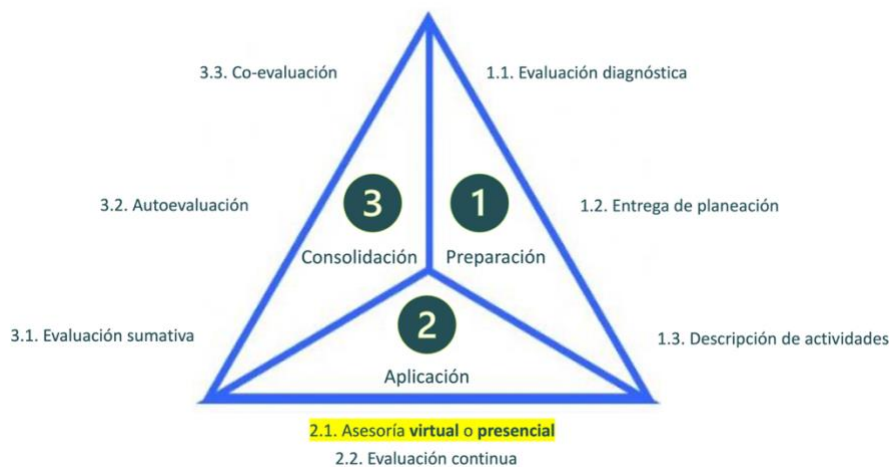 3.3. Co-evaluación
1.1. Evaluación diagnóstica
3.2. Autoevaluación
3
1
1.2. Entrega de planeación
Consolidación
Preparación
3.1. Evaluación sumativa
2
1.3. Descripción de actividades
Aplicación
2.1. Asesoría virtual o presencial
2.2. Evaluación continua